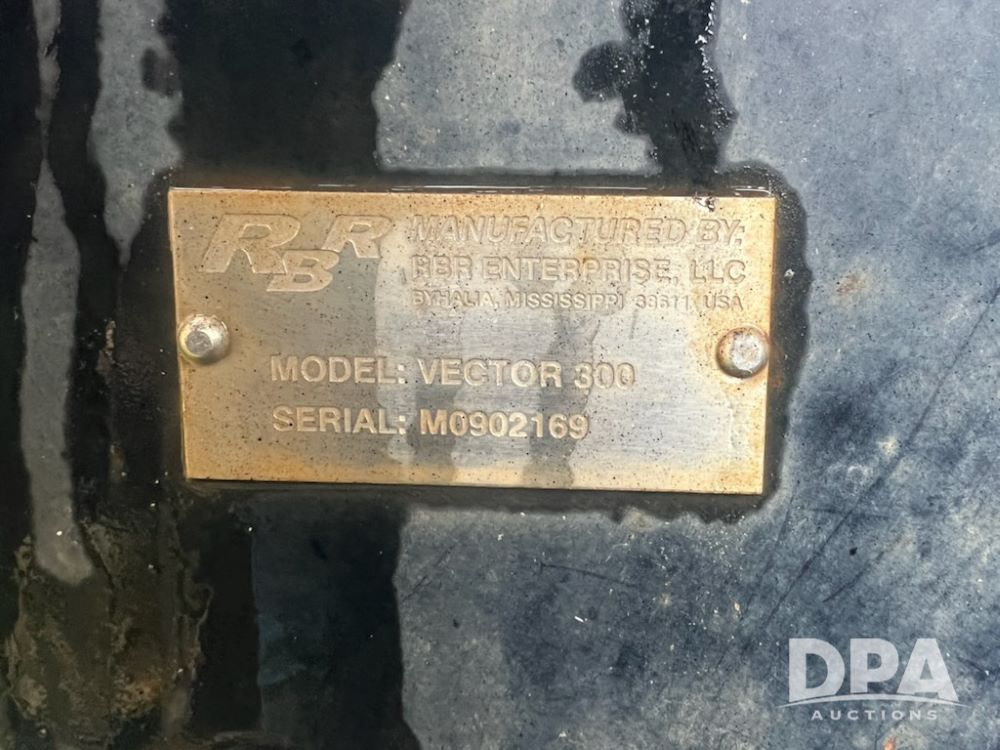 RBR
MANUFACTURED BY:
RBR ENTERPRISE, LLC
BYHALIA, MISSISSIPPI 38611, USA
MODEL: VECTOR 300
SERIAL: M0902169
DPA
AUCTIONS